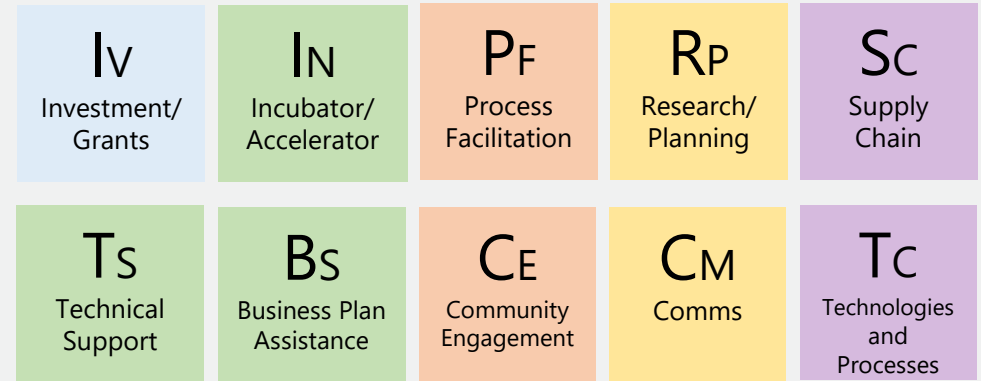 IV
Investment/
Grants
IN
Incubator/
Accelerator
PF
Process
Facilitation
RP
Research/
Planning
SC
Supply
Chain
TS
Technical
Support
BS
Business Plan
Assistance
CE
Community
Engagement
CM
Comms
TC
Technologies
and
Processes